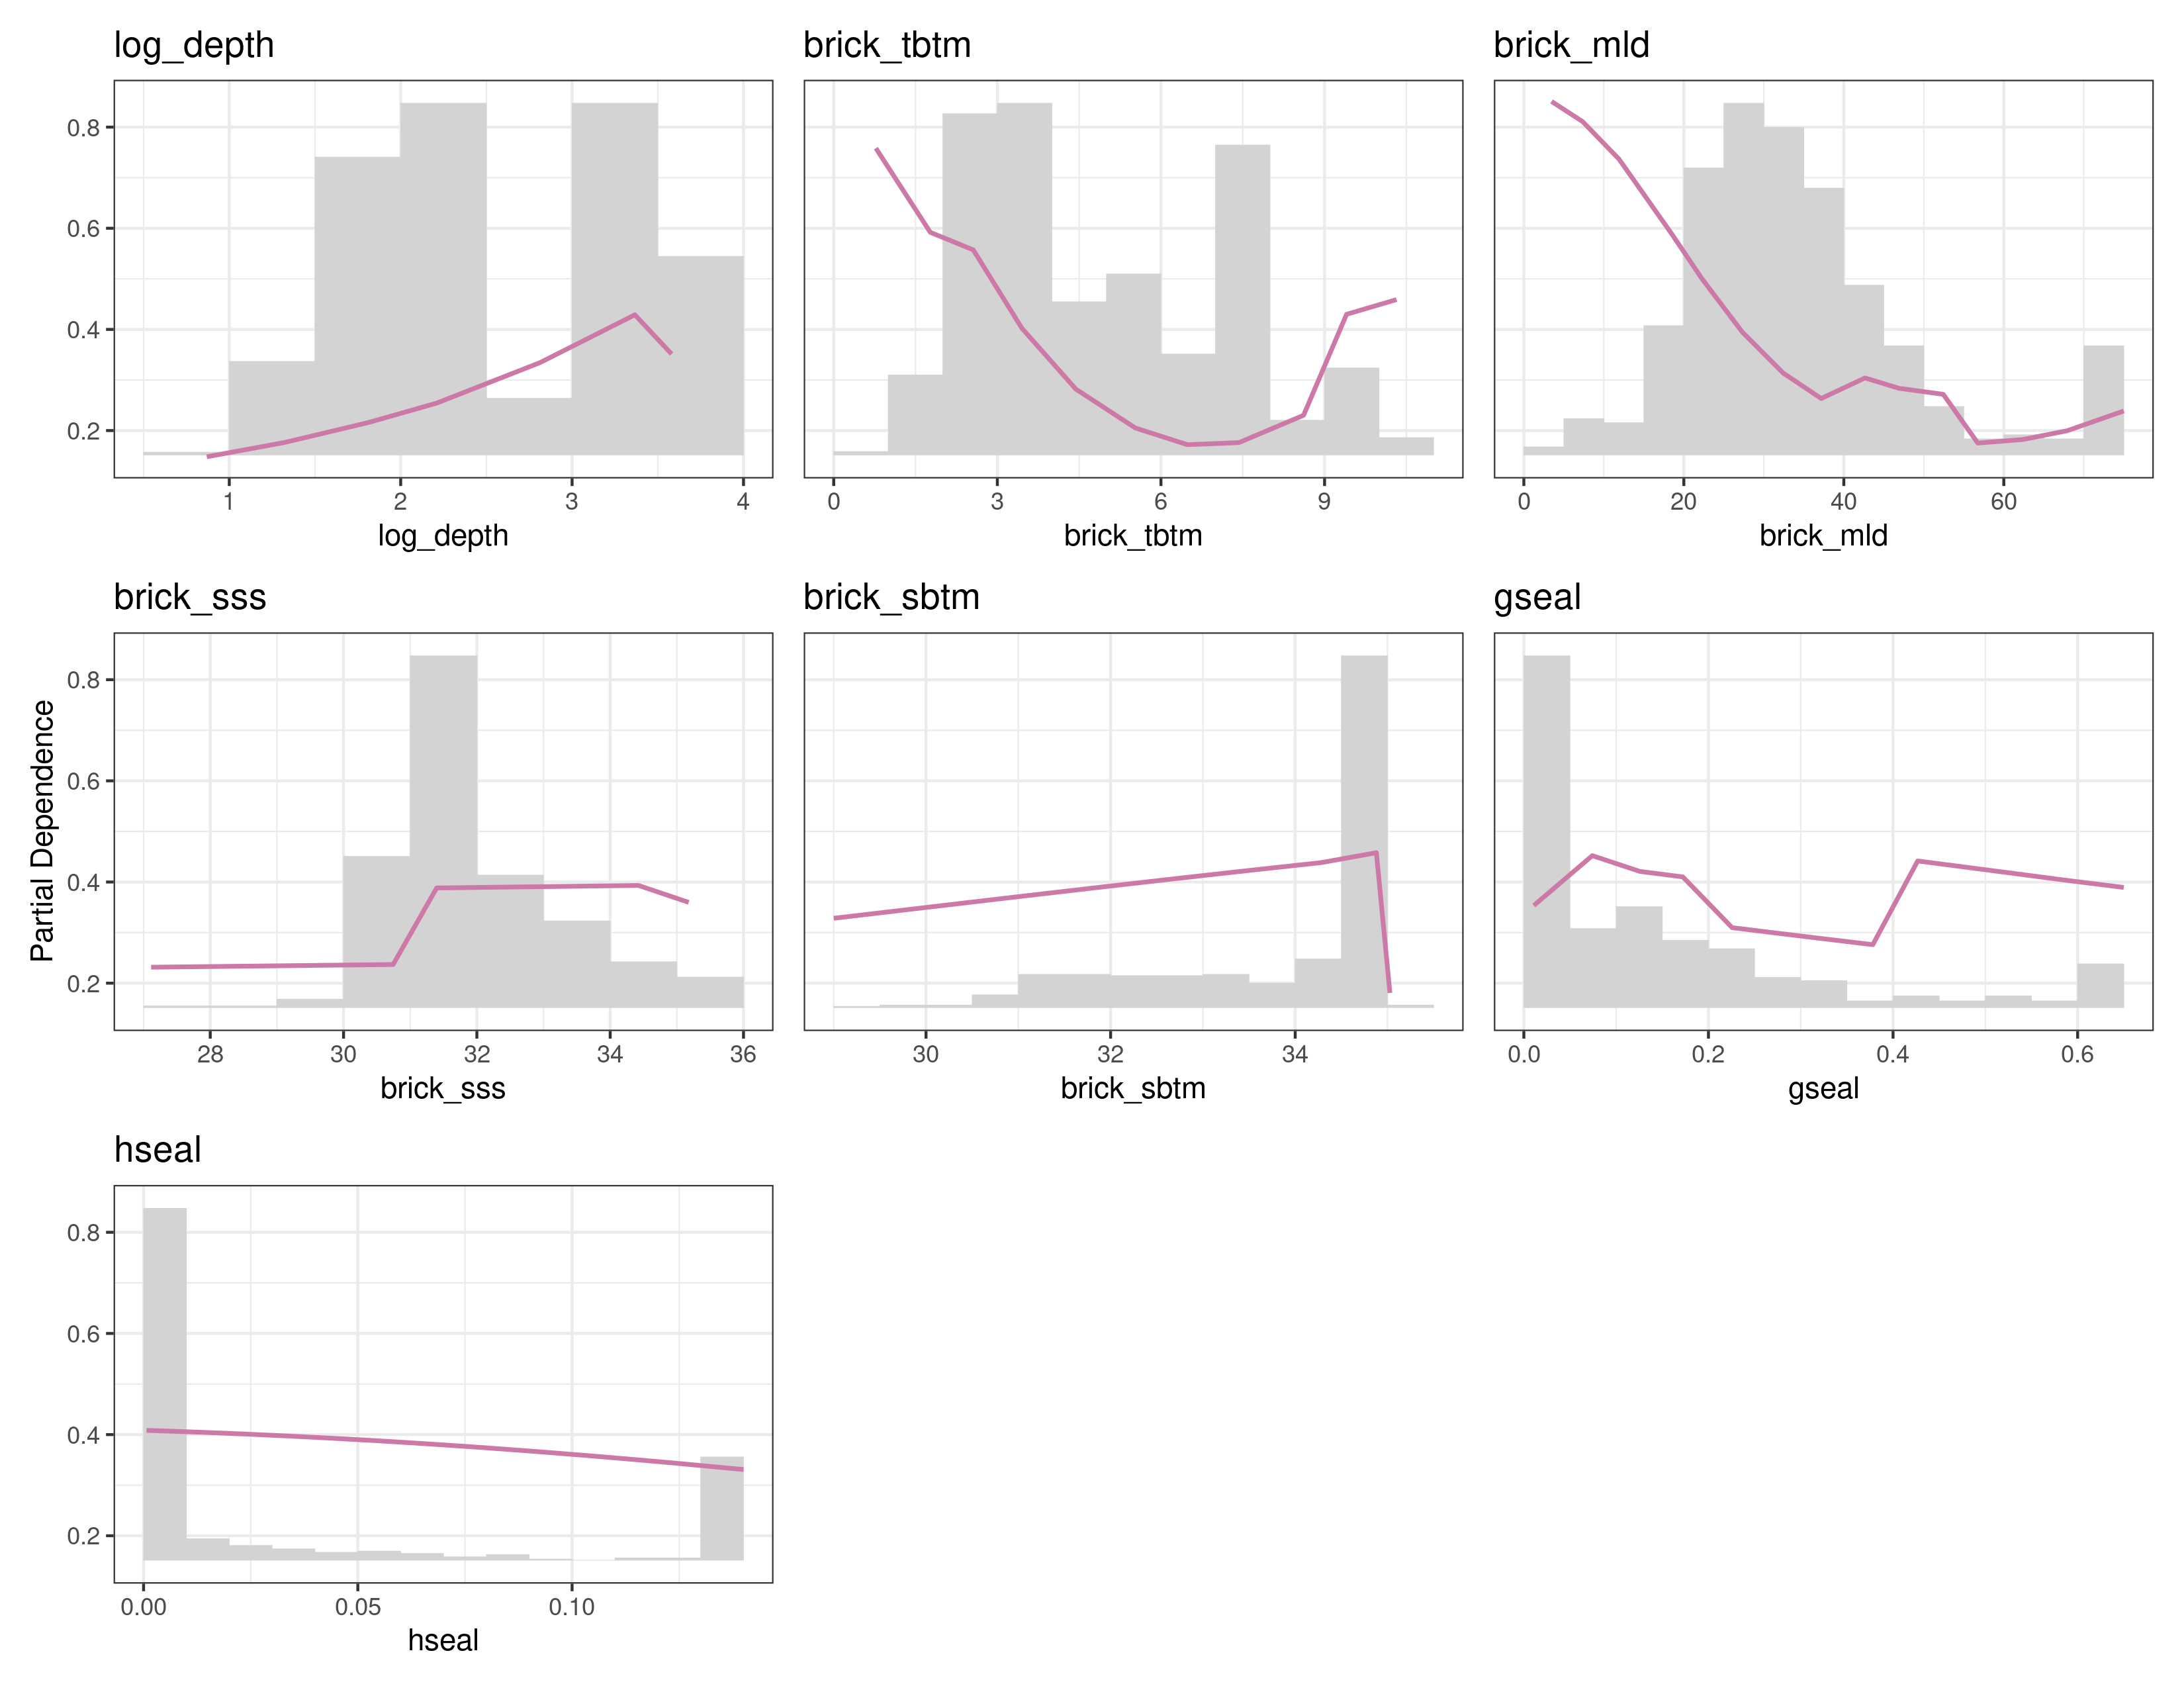 log_depth
brick_tbtm
brick_mld
0.8
0.6
0.4
0.2
1 2 3 4
0 3 6 9
0 20 40 60
log_depth
brick_tbtm
brick_mld
brick_sss
brick_sbtm
gseal
Partial Dependence
0.8
0.6
0.4
0.2
28 30 32 34 36
30 32 34
0.0 0.2 0.4 0.6
brick_sss
brick_sbtm
gseal
hseal
0.8
0.6
0.4
0.2
0.00 0.05 0.10
hseal